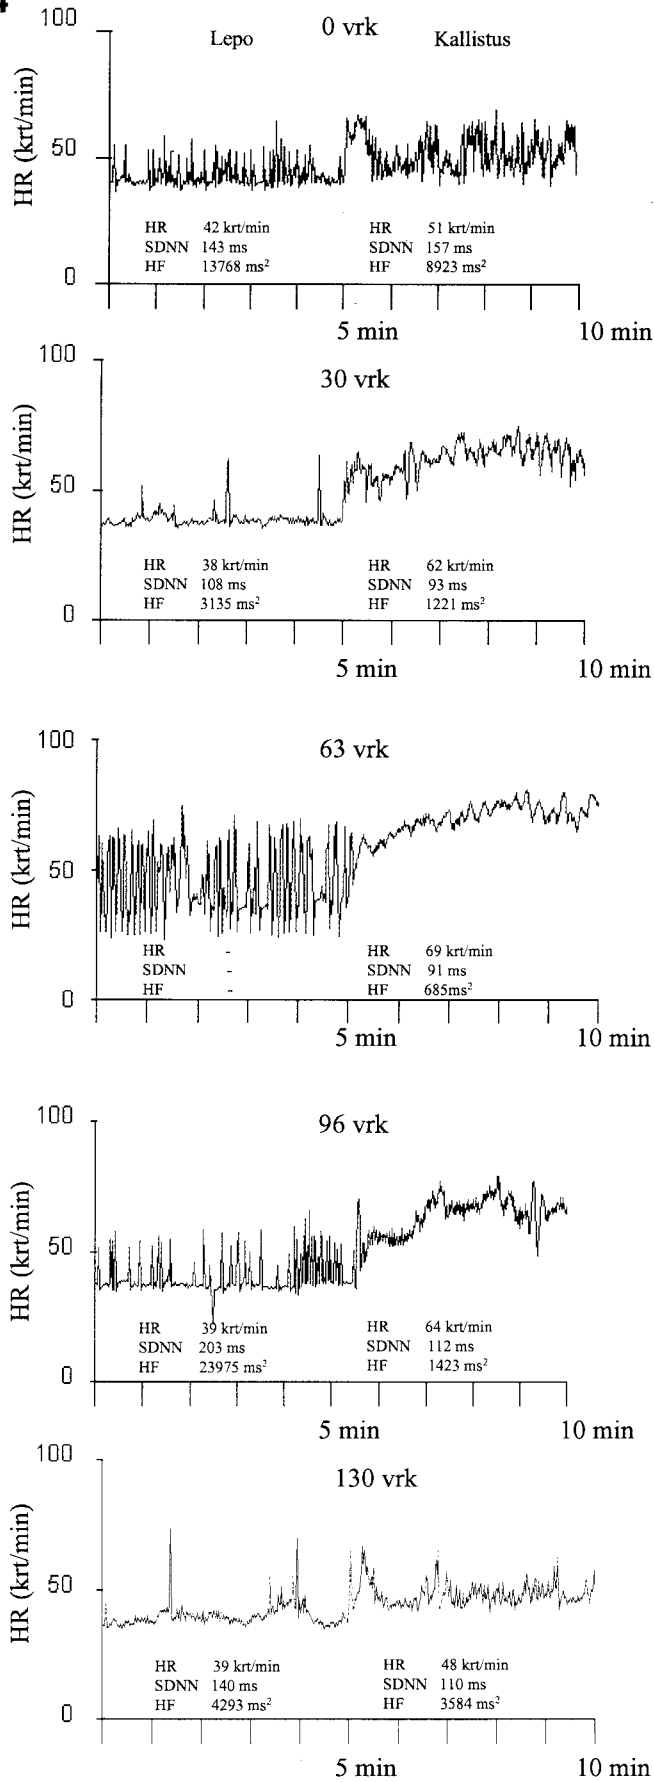 100
0 vrk
Lepo Kallistus
HR (krt/min)
50
HR 42 krt/min HR 51 krt/min
SDNN 143 ms SDNN 157 ms
HF 13768 ms² HF 8923 ms²
0
5 min 10 min
100
30 vrk
HR (krt/min)
50
HR 38 krt/min HR 62 krt/min
SDNN 108 ms SDNN 93 ms
HF 3135 ms² HF 1221 ms²
0
5 min 10 min
100
63 vrk
HR (krt/min)
50
HR - HR 69 krt/min
SDNN - SDNN 91 ms
HF - HF 685ms²
0
5 min 10 min
100
96 vrk
HR (krt/min)
50
HR 39 krt/min HR 64 krt/min
SDNN 203 ms SDNN 112 ms
HF 23975 ms² HF 1423 ms²
0
5 min 10 min
100
130 vrk
HR (krt/min)
50
HR 39 krt/min HR 48 krt/min
SDNN 140 ms SDNN 110 ms
HF 4293 ms² HF 3584 ms²
0
5 min 10 min